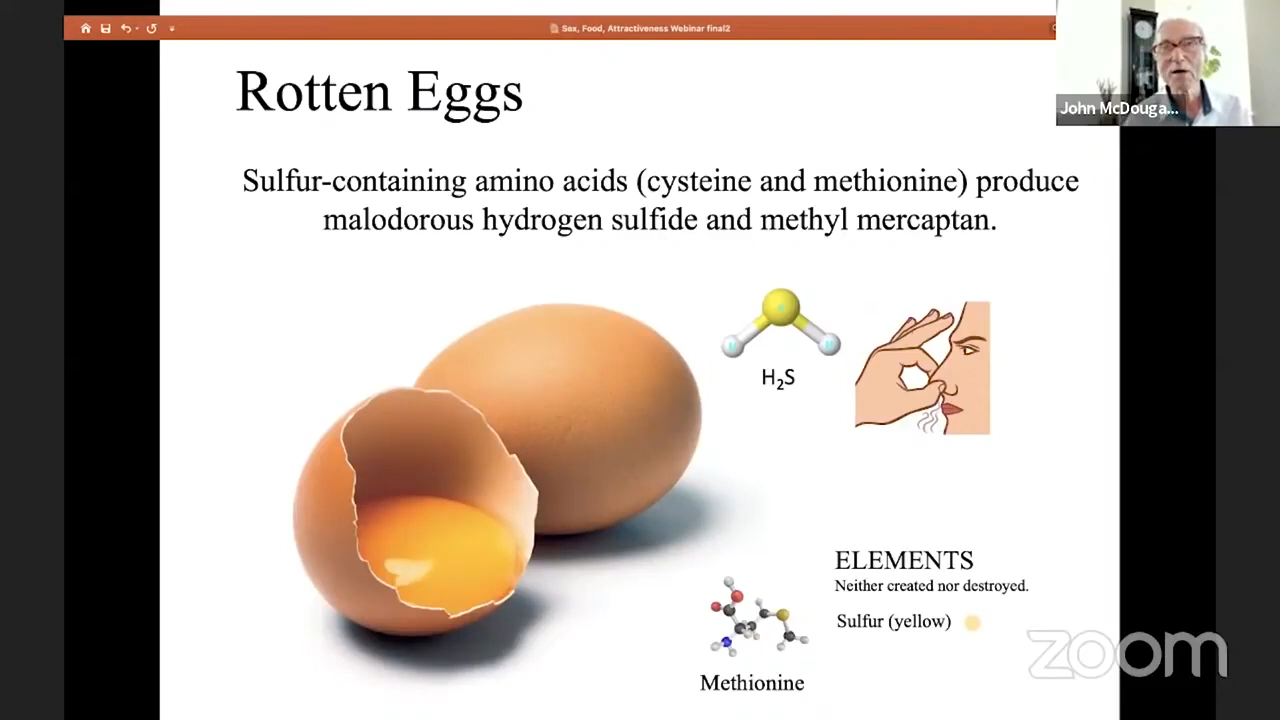 Sex, Food, Attractiveness Webinar final2
John McDouga...
Rotten Eggs
Sulfur-containing amino acids (cysteine and methionine) produce
malodorous hydrogen sulfide and methyl mercaptan.
H₂S
ELEMENTS
Neither created nor destroyed.
Sulfur (yellow)
Methionine
zoom